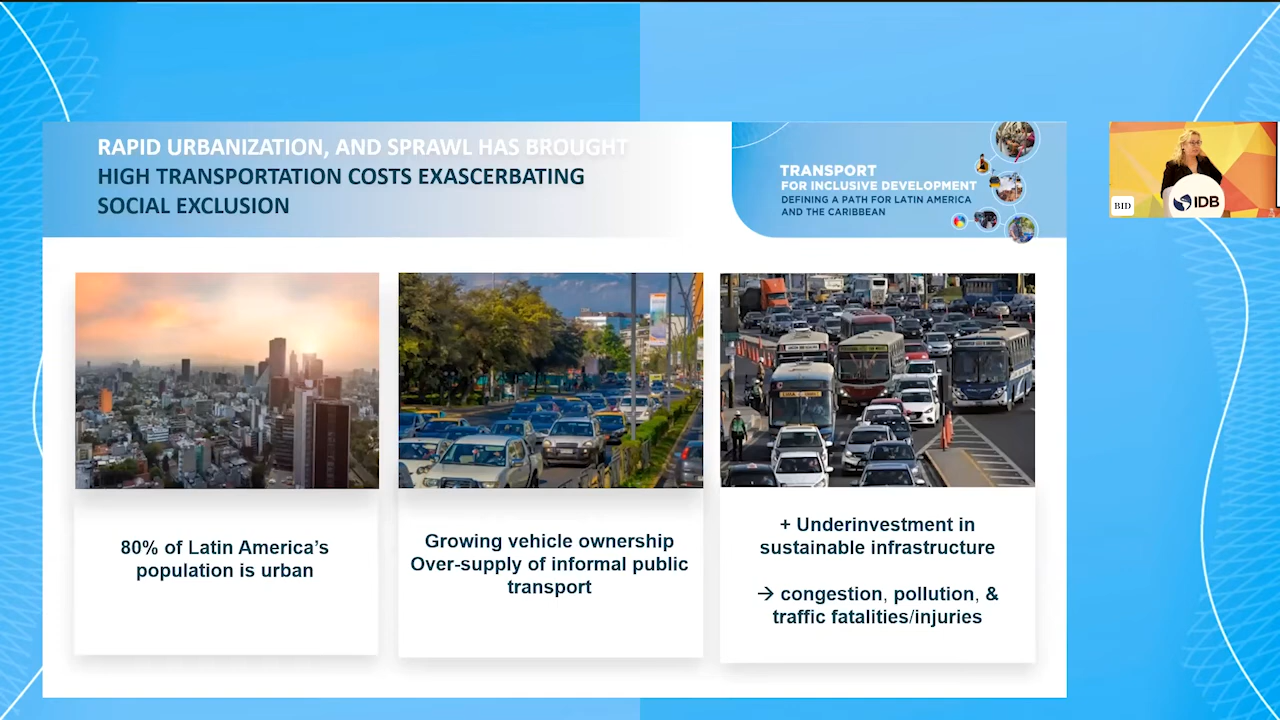 RAPID URBANIZATION, AND SPRAWL HAS BROUGHT
HIGH TRANSPORTATION COSTS EXASCERBATING
SOCIAL EXCLUSION
TRANSPORT
FOR INCLUSIVE DEVELOPMENT
DEFINING A PATH FOR LATIN AMERICA
AND THE CARIBBEAN
BID
IDB
80% of Latin America’s
population is urban
Growing vehicle ownership
Over-supply of informal public
transport
+ Underinvestment in
sustainable infrastructure
→ congestion, pollution, &
traffic fatalities/injuries